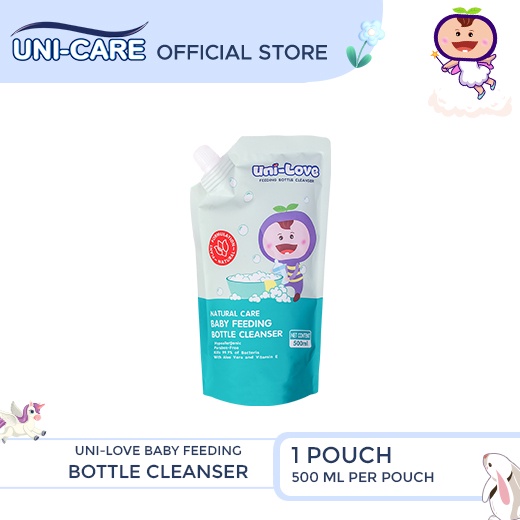 UNI-CARE OFFICIAL STORE
uni-Love
FEEDING BOTTLE CLEANSER
NATURAL
NATURAL CARE
BABY FEEDING
BOTTLE CLEANSER
NET CONTENT
500ml
Hypoallergenic
Paraben-Free
Kills 99.9% of Bacteria
With Aloe Vera and Vitamin E
UNI-LOVE BABY FEEDING
BOTTLE CLEANSER
1 POUCH
500 ML PER POUCH